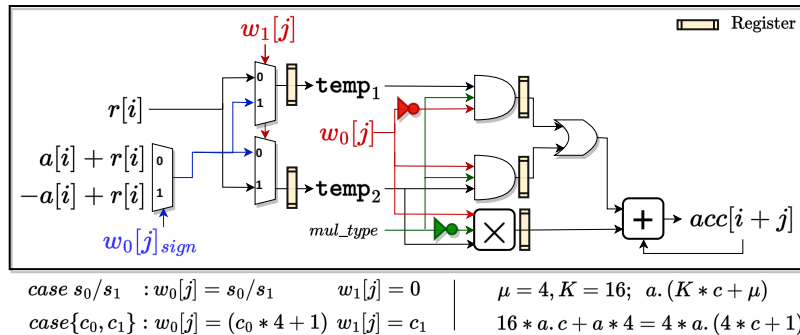 Register
w₁[j]
0
1
temp₁
r[i]
w₀[j]
a[i] + r[i]
0
−a[i] + r[i]
1
0
1
temp₂
w₀[j]sign
mul_type
×
+
acc[i + j]
case s₀/s₁ : w₀[j] = s₀/s₁ w₁[j] = 0
μ = 4, K = 16; a.(K * c + μ)
case{c₀, c₁} : w₀[j] = (c₀ * 4 + 1) w₁[j] = c₁
16 * a.c + a * 4 = 4 * a.(4 * c + 1)